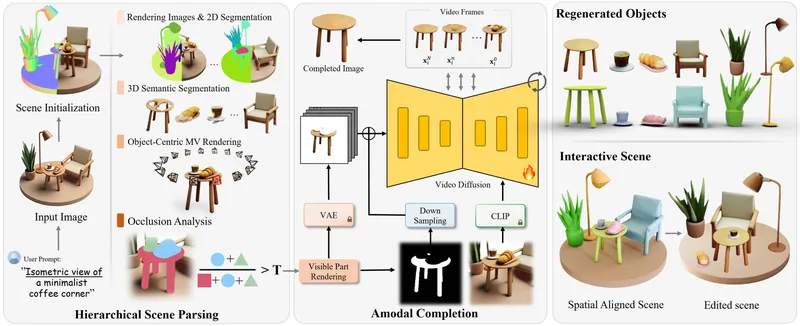 Rendering Images & 2D Segmentation
...
Scene Initialization
3D Semantic Segmentation
...
Object-Centric MV Rendering
Input Image
Occlusion Analysis
User Prompt:
"Isometric view of
a minimalist
coffee corner"
> T
Hierarchical Scene Parsing
Video Frames
...
Completed Image
Video Diffusion
VAE
Down
Sampling
CLIP
Visible Part
Rendering
Amodal Completion
Regenerated Objects
Interactive Scene
Spatial Aligned Scene
Edited scene